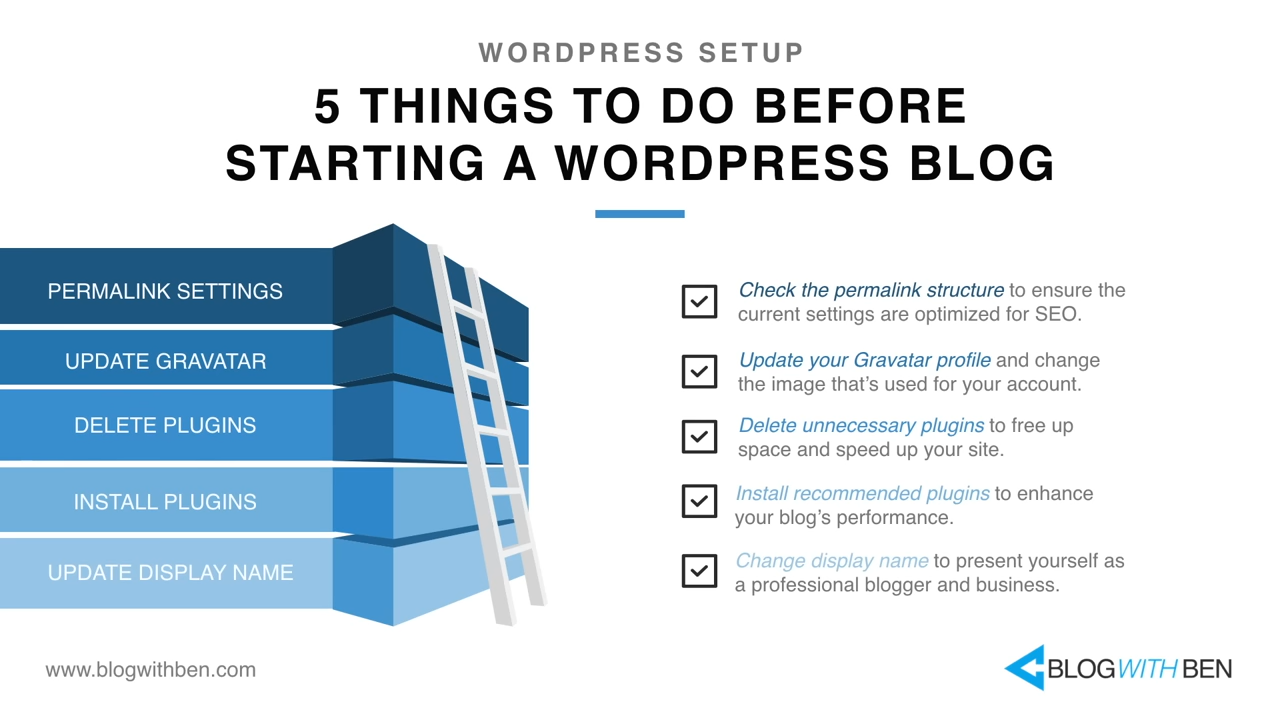 WORDPRESS SETUP
5 THINGS TO DO BEFORE
STARTING A WORDPRESS BLOG
PERMALINK SETTINGS
UPDATE GRAVATAR
DELETE PLUGINS
INSTALL PLUGINS
UPDATE DISPLAY NAME
Check the permalink structure to ensure the
current settings are optimized for SEO.
Update your Gravatar profile and change
the image that’s used for your account.
Delete unnecessary plugins to free up
space and speed up your site.
Install recommended plugins to enhance
your blog’s performance.
Change display name to present yourself as
a professional blogger and business.
www.blogwithben.com
BLOGWITHBEN